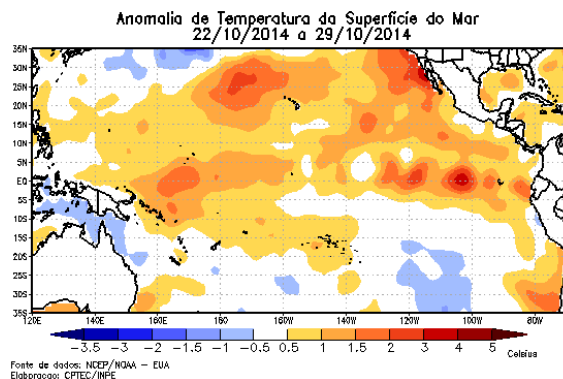 Anomalia de Temperatura da Superfície do Mar
22/10/2014 a 29/10/2014
35N
30N
25N
20N
15N
10N
5N
EQ
5S
10S
15S
20S
25S
30S
35S
120E 140E 160E 180 160W 140W 120W 100W 80W
-3.5 -3 -2 -1.5 -1 -0.5 0.5 1 1.5 2 3 4 5 Celsius
Fonte de dados: NCEP/NOAA - EUA
Elaboração: CPTEC/INPE